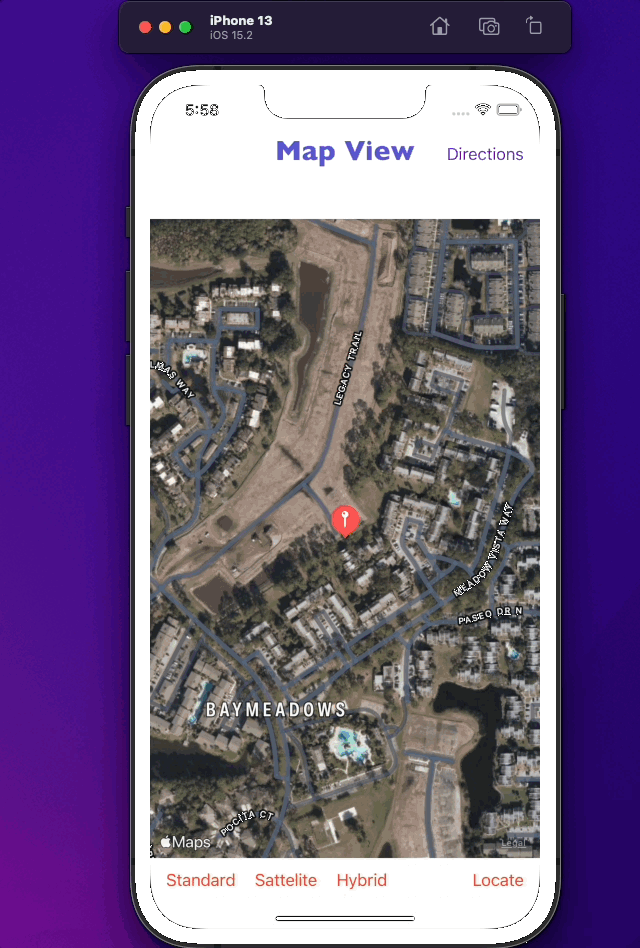 iPhone 13
iOS 15.2
5:58
Map View
Directions
LEGACY TRAIL
WAY
MEADOW VISTA WAY
PASEO DR N
BAYMEADOWS
POCITA CT
Maps
Legal
Standard
Sattelite
Hybrid
Locate